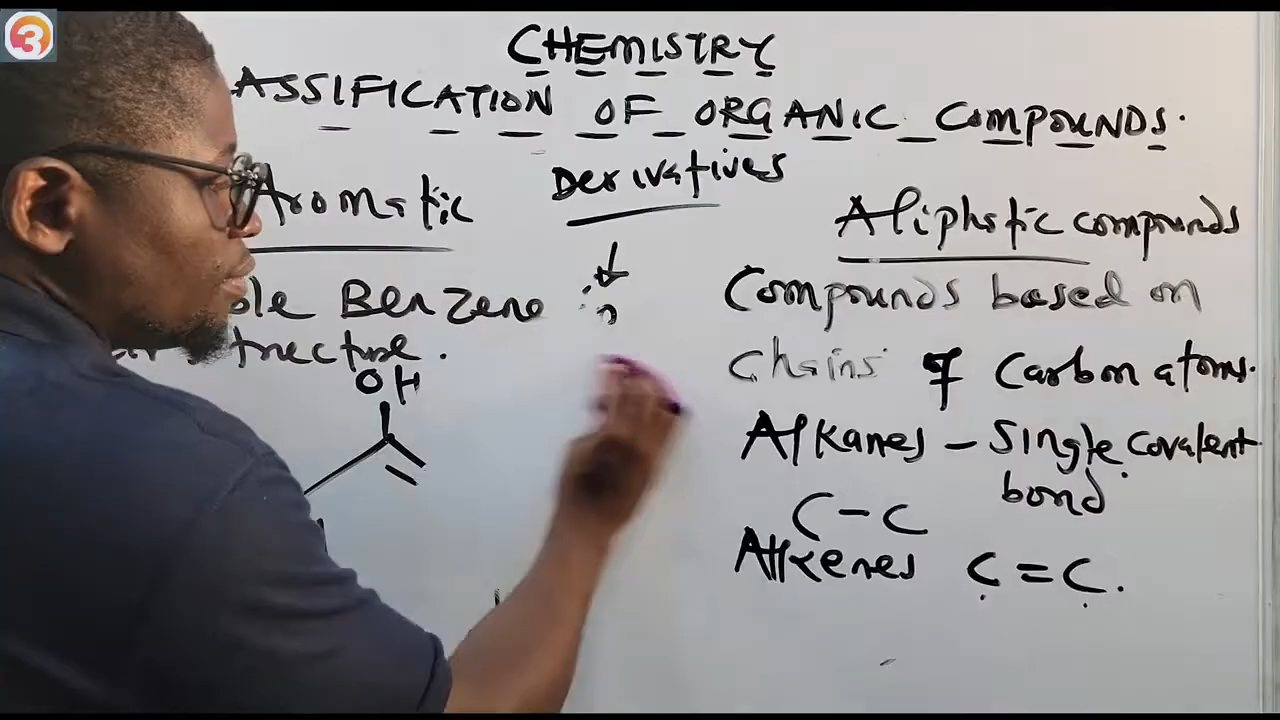 3
CHEMISTRY
ASSIFICATION OF ORGANIC COMPOUNDS.
Aromatic
Derivatives
Benzene
OH
Aliphatic compounds
Compounds based on
Chains of Carbon atoms.
Alkanes - Single covalent
bond
C-C
Alkenes C=C.